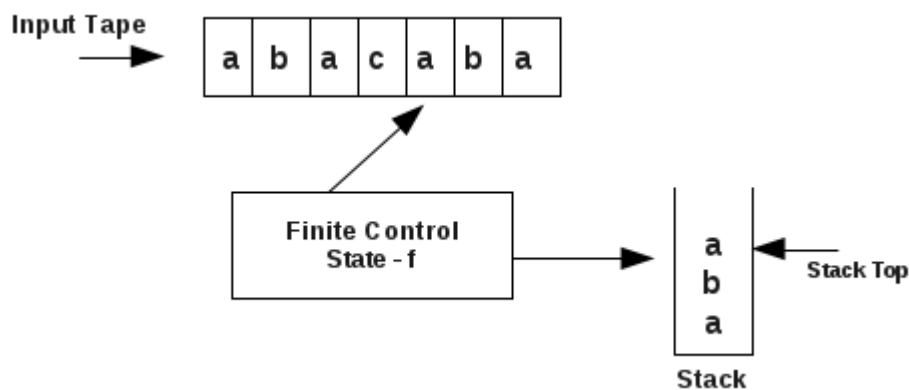 Input Tape
a b a c a b a
Finite Control
State - f
a
b
a
Stack Top
Stack